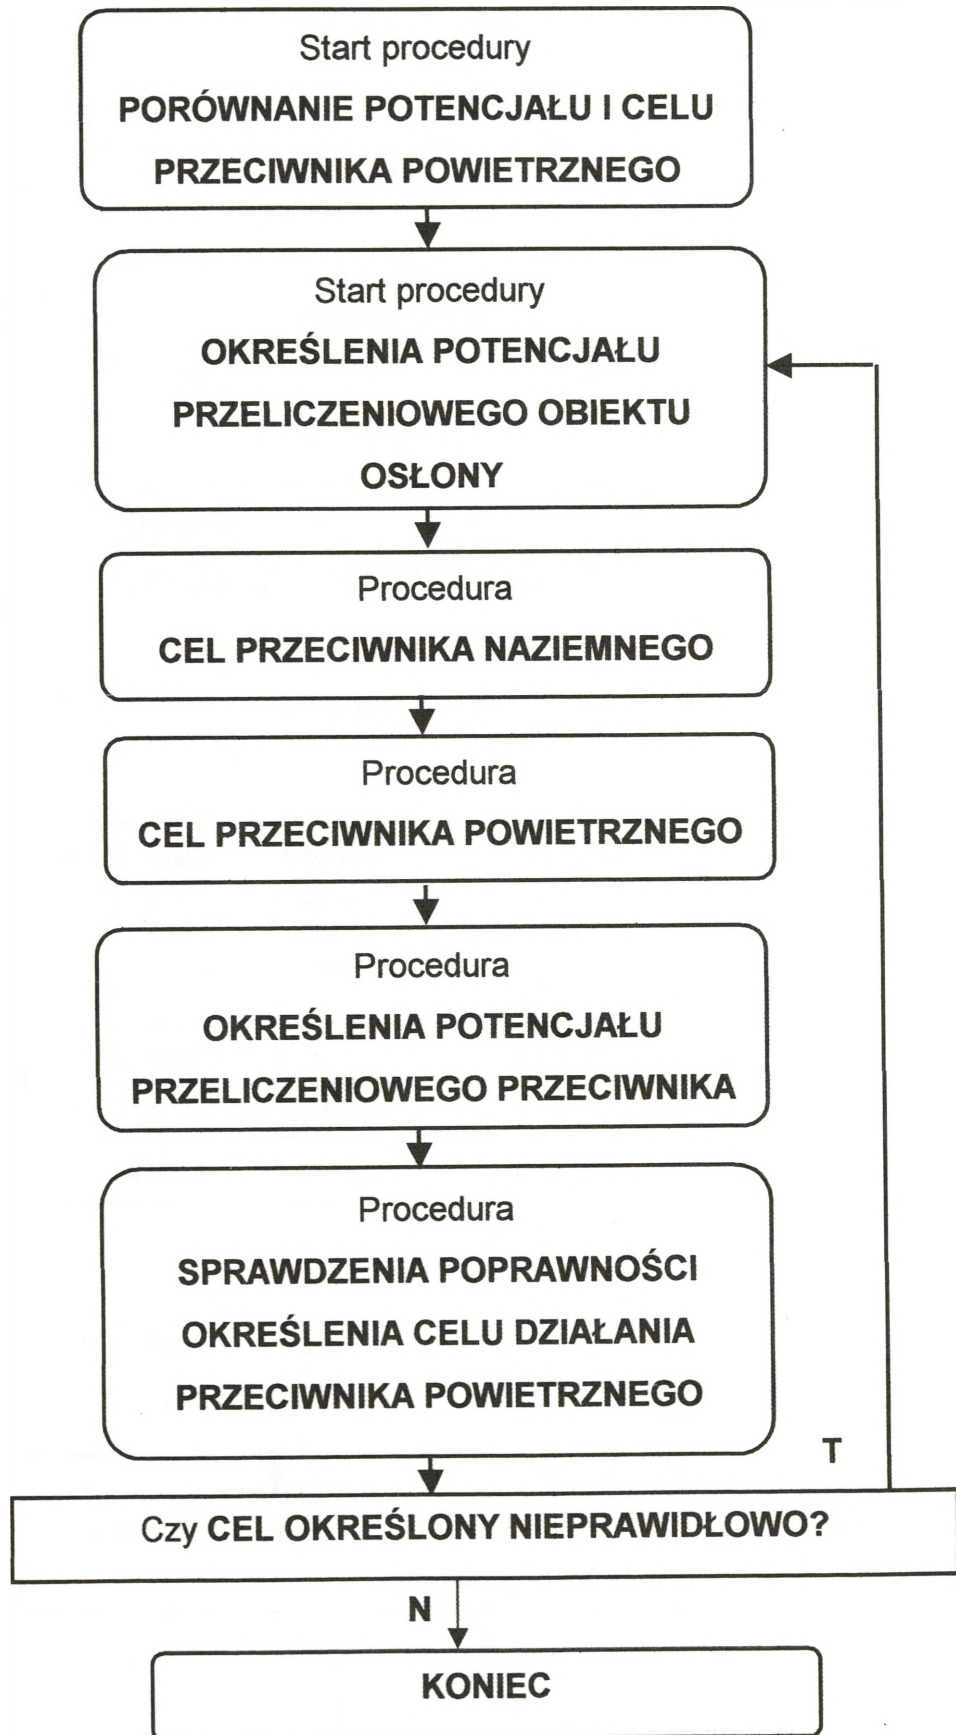 Start procedury
PORÓWNANIE POTENCJAŁU I CELU
PRZECIWNIKA POWIETRZNEGO
Start procedury
OKREŚLENIA POTENCJAŁU
PRZELICZENIOWEGO OBIEKTU
OSŁONY
Procedura
CEL PRZECIWNIKA NAZIEMNEGO
Procedura
CEL PRZECIWNIKA POWIETRZNEGO
Procedura
OKREŚLENIA POTENCJAŁU
PRZELICZENIOWEGO PRZECIWNIKA
Procedura
SPRAWDZENIA POPRAWNOŚCI
OKREŚLENIA CELU DZIAŁANIA
PRZECIWNIKA POWIETRZNEGO
T
Czy CEL OKREŚLONY NIEPRAWIDŁOWO?
N
KONIEC